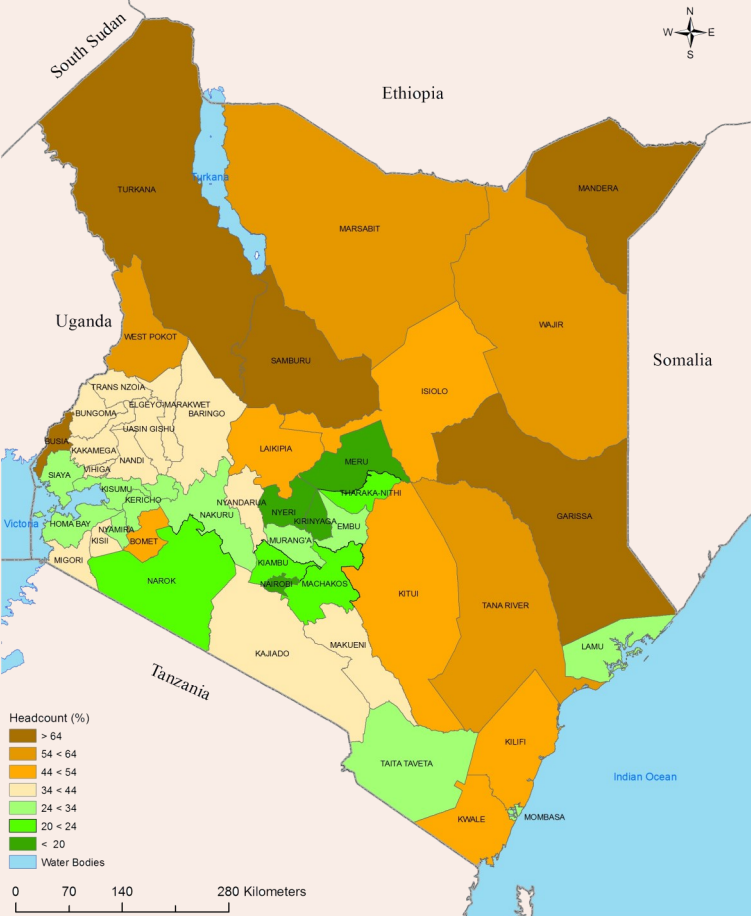 N
W E
S
South Sudan
Ethiopia
Turkana
TURKANA
MANDERA
MARSABIT
Uganda
WAJIR
WEST POKOT
Somalia
SAMBURU
ISIOLO
TRANS NZOIA
ELGEYO-MARAKWET
BUNGOMA
BARINGO
UASIN GISHU
BUSIA
KAKAMEGA
LAIKIPIA
NANDI
MERU
VIHIGA
SIAYA
KISUMU
THARAKA-NITHI
KERICHO
NYANDARUA
NYERI
GARISSA
NAKURU
Victoria
HOMA BAY
KIRINYAGA
NYAMIRA
EMBU
KISII
BOMET
MURANG'A
MIGORI
KIAMBU
NAROK
NAIROBI
MACHAKOS
KITUI
TANA RIVER
MAKUENI
LAMU
KAJIADO
Tanzania
Headcount (%)
> 64
54 < 64
44 < 54
34 < 44
24 < 34
20 < 24
< 20
Water Bodies
KILIFI
TAITA TAVETA
Indian Ocean
KWALE
MOMBASA
0 70 140 280 Kilometers